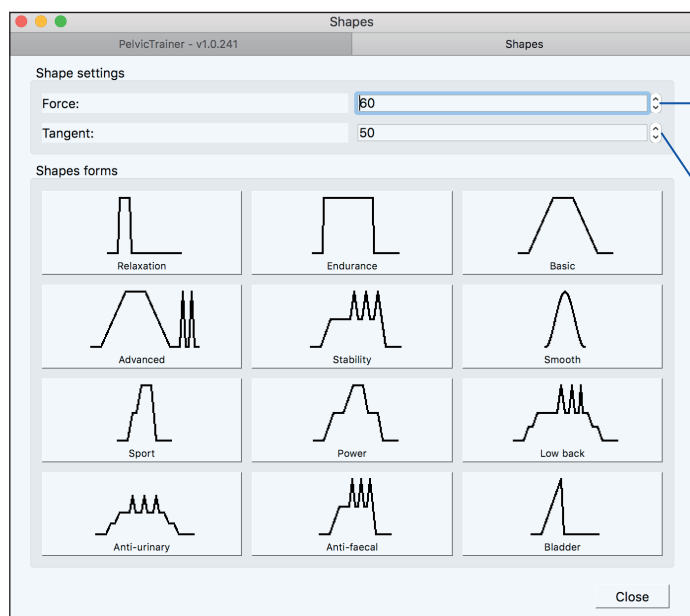 Shapes
PelvicTrainer - v1.0.241 Shapes
Shape settings
Force: 60
Tangent: 50
Shapes forms
Relaxation Endurance Basic
Advanced Stability Smooth
Sport Power Low back
Anti-urinary Anti-faecal Bladder
Close